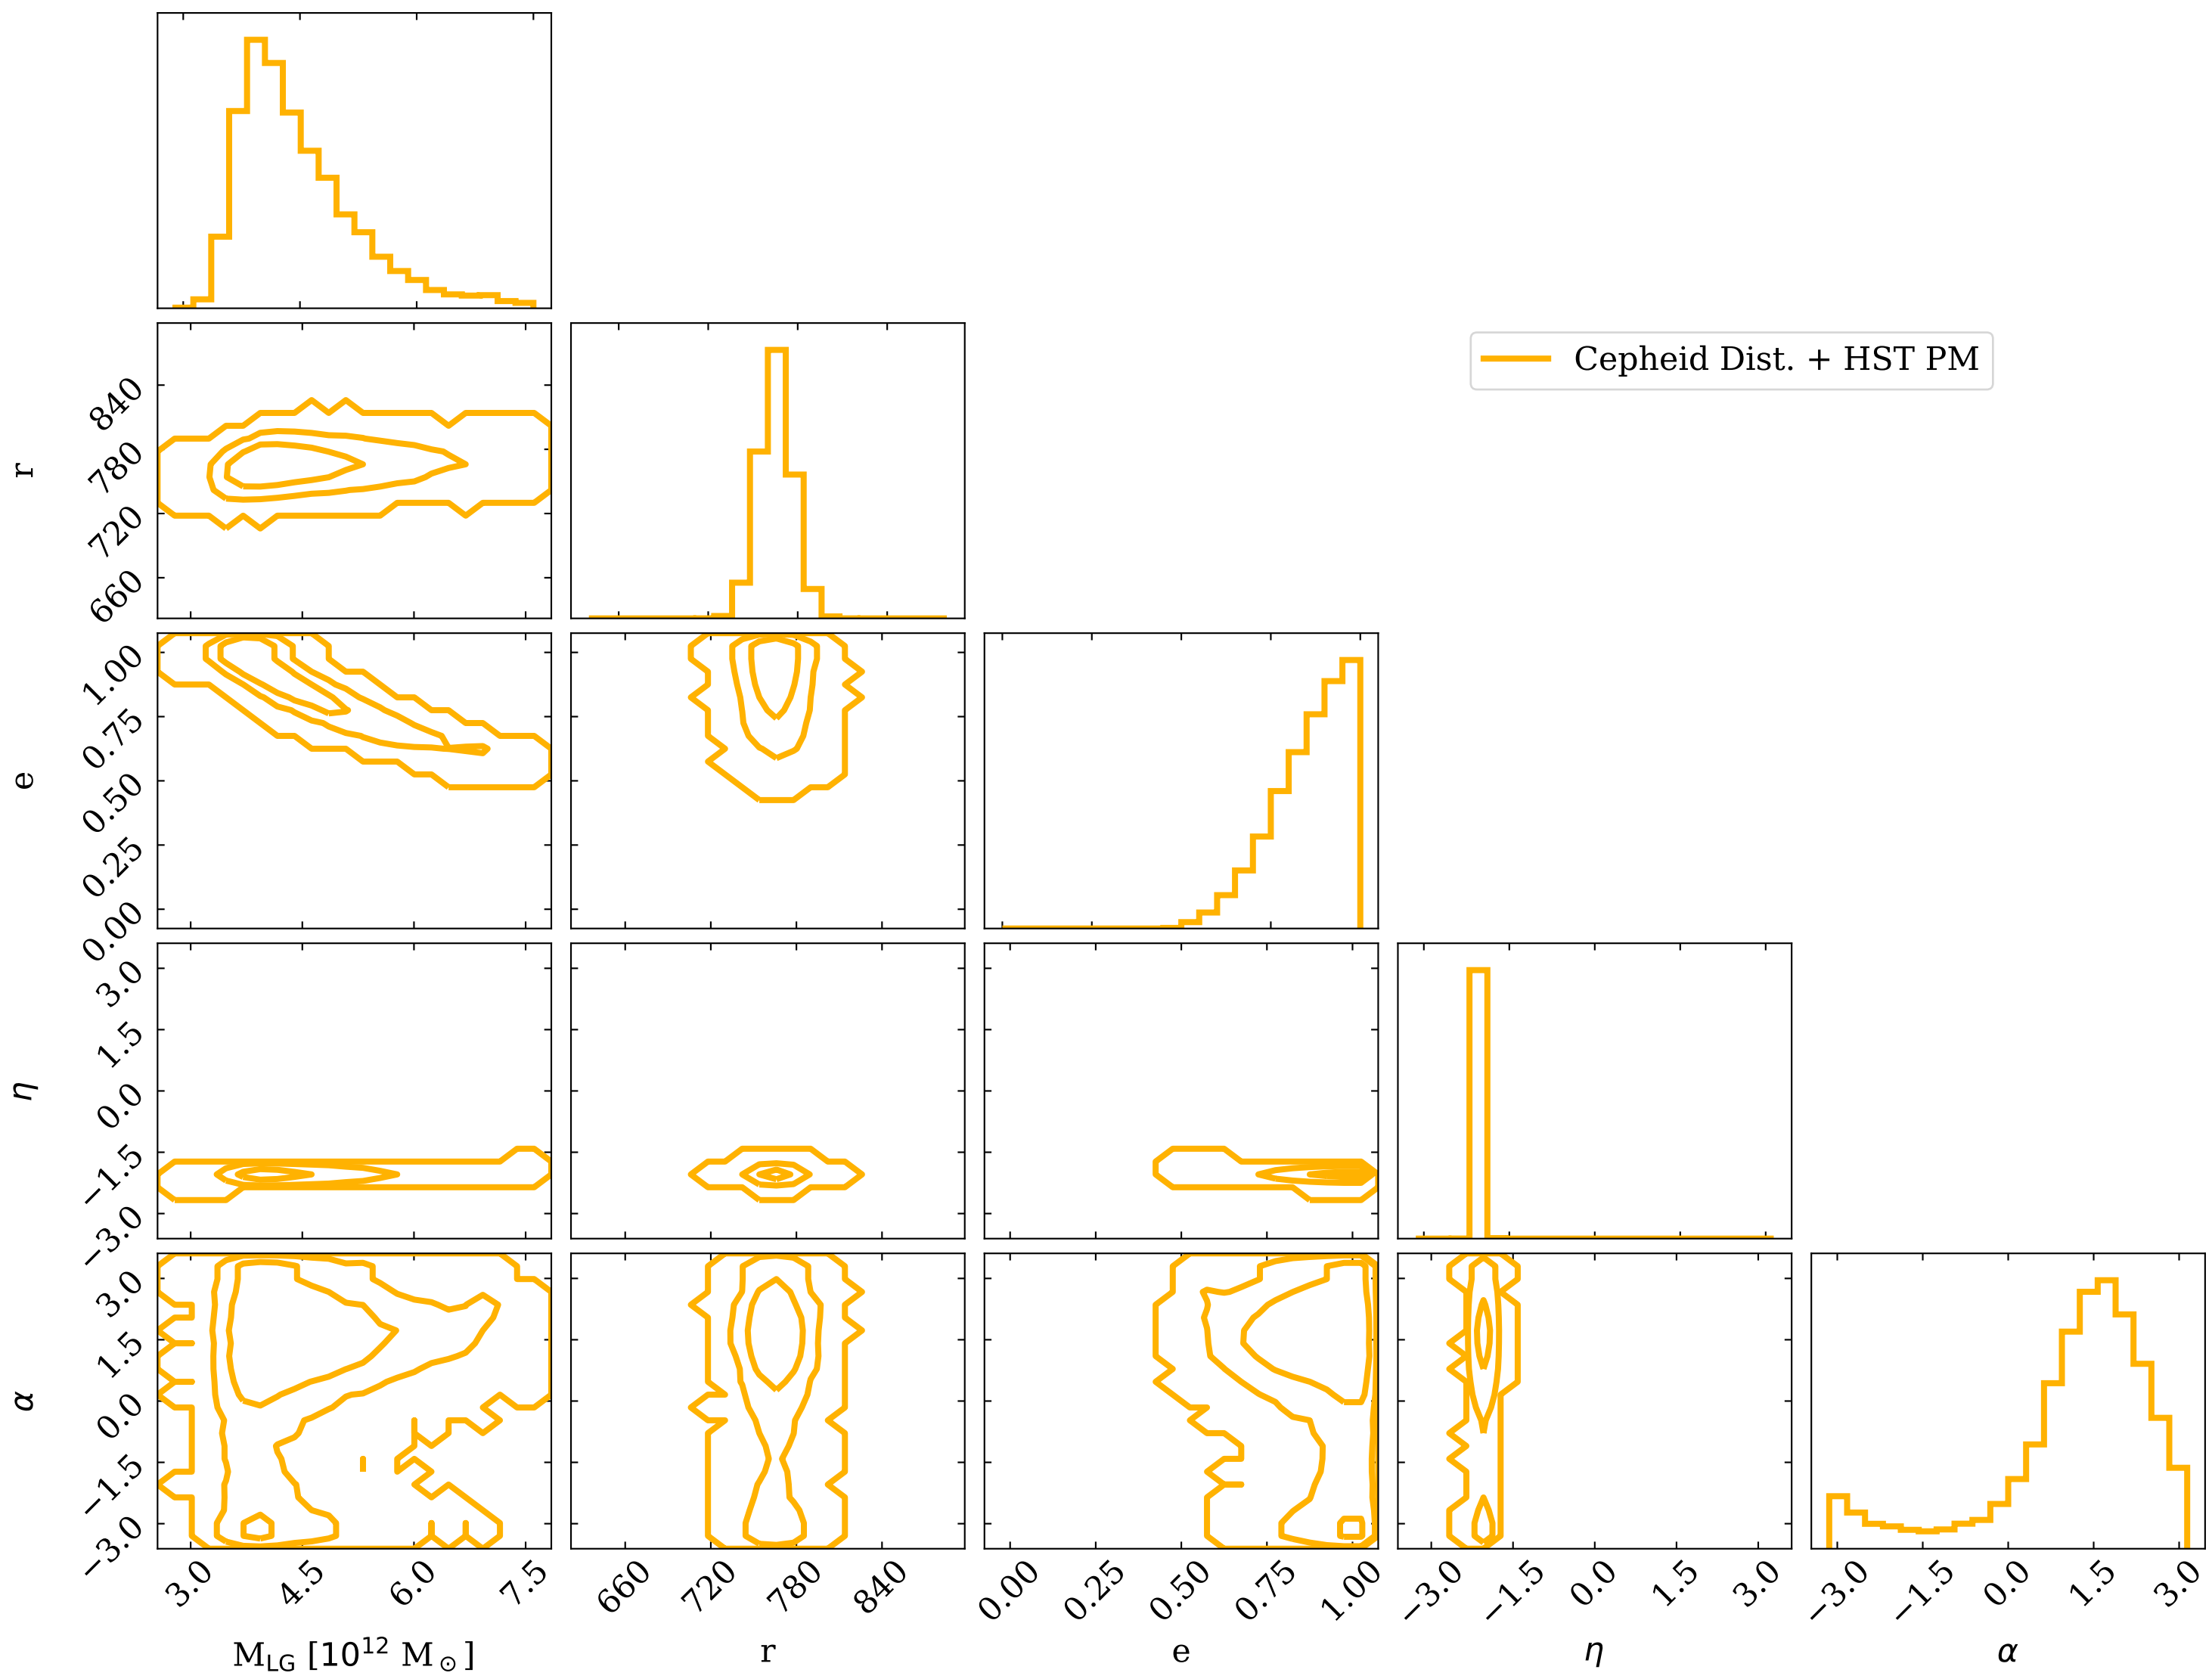 Cepheid Dist. + HST PM
r
840
780
720
660
e
1.00
0.75
0.50
0.25
0.00
η
3.0
1.5
0.0
−1.5
−3.0
α
3.0
1.5
0.0
−1.5
−3.0
3.0 4.5 6.0 7.5
660 720 780 840
0.00 0.25 0.50 0.75 1.00
−3.0 −1.5 0.0 1.5 3.0
−3.0 −1.5 0.0 1.5 3.0
M_LG [10^12 M_⊙]
r
e
η
α